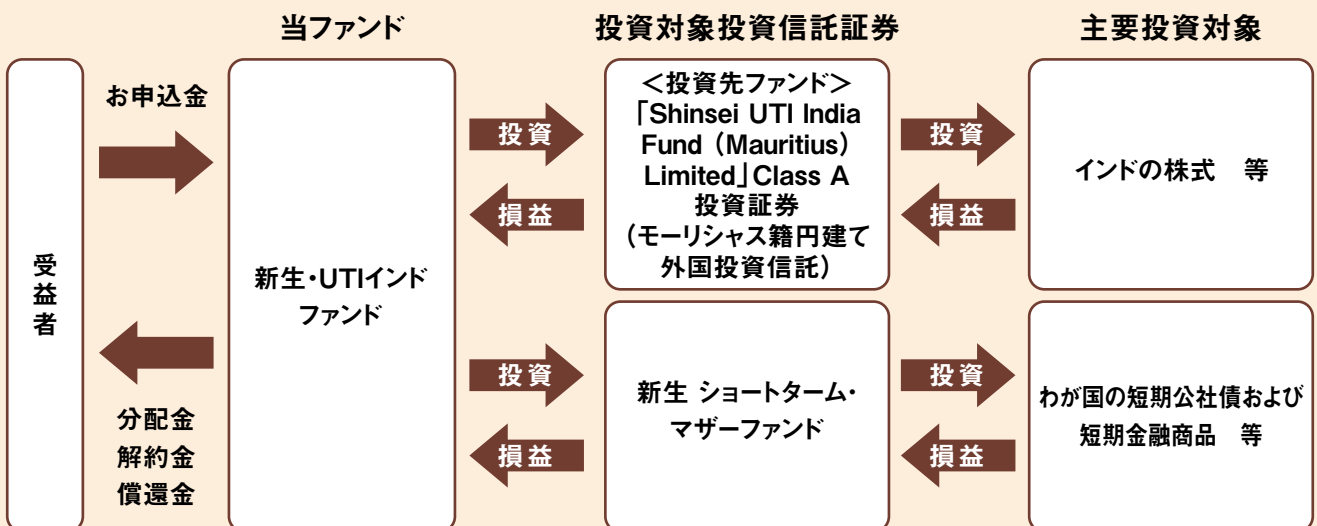 当ファンド
投資対象投資信託証券
主要投資対象
受益者
お申込金
分配金
解約金
償還金
新生・UTIインド
ファンド
投資
損益
＜投資先ファンド＞
「Shinsei UTI India
Fund（Mauritius）
Limited」Class A
投資証券
（モーリシャス籍円建て
外国投資信託）
投資
損益
インドの株式　等
投資
損益
新生 ショートターム・
マザーファンド
投資
損益
わが国の短期公社債および
短期金融商品　等